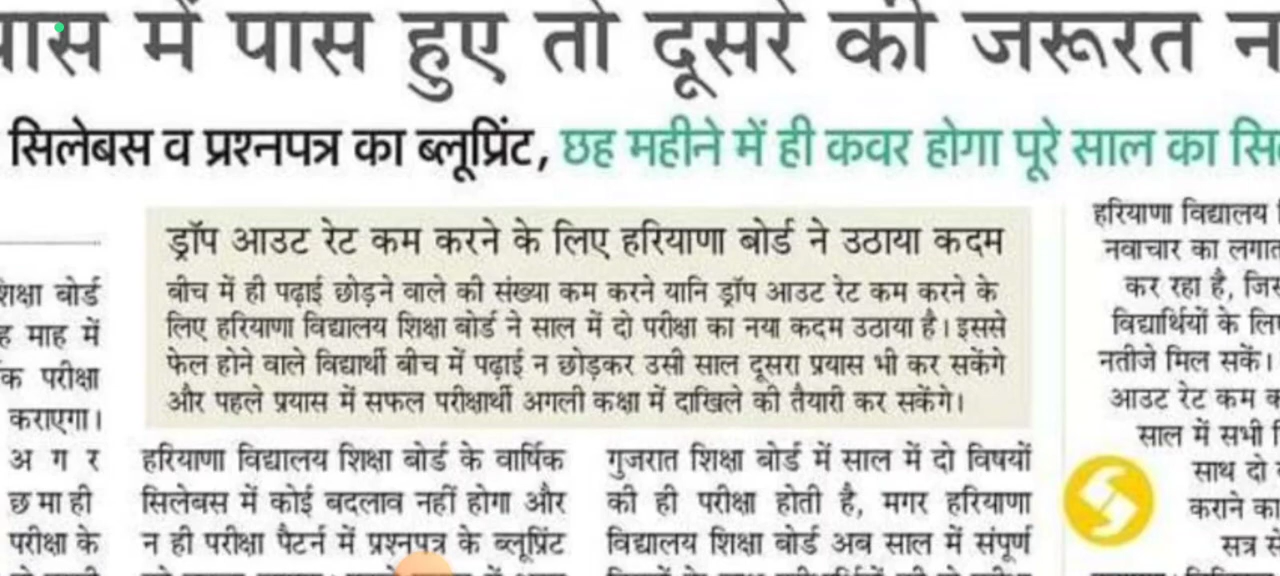 में पास हुए तो दूसरे की जरूरत
सिलेबस व प्रश्नपत्र का ब्लूप्रिंट, छह महीने में ही कवर होगा पूरे साल का
ड्रॉप आउट रेट कम करने के लिए हरियाणा बोर्ड ने उठाया कदम
बीच में ही पढ़ाई छोड़ने वाले की संख्या कम करने यानि ड्रॉप आउट रेट कम करने के
लिए हरियाणा विद्यालय शिक्षा बोर्ड ने साल में दो परीक्षा का नया कदम उठाया है। इससे
फेल होने वाले विद्यार्थी बीच में पढ़ाई न छोड़कर उसी साल दूसरा प्रयास भी कर सकेंगे
और पहले प्रयास में सफल परीक्षार्थी अगली कक्षा में दाखिले की तैयारी कर सकेंगे।
बोर्ड
माह में
परीक्षा
कराएगा।
अ ग र
छमाही
परीक्षा के
हरियाणा विद्यालय शिक्षा बोर्ड के वार्षिक
सिलेबस में कोई बदलाव नहीं होगा और
न ही परीक्षा पैटर्न में प्रश्नपत्र के ब्लूप्रिंट
गुजरात शिक्षा बोर्ड में साल में दो विषयों
की ही परीक्षा होती है, मगर हरियाणा
विद्यालय शिक्षा बोर्ड अब साल में संपूर्ण
हरियाणा विद्यालय
नवाचार का
कर रहा है,
विद्यार्थियों के
नतीजे मिल सकें।
आउट रेट कम
साल में सभी
साथ दो
कराने का
सत्र से